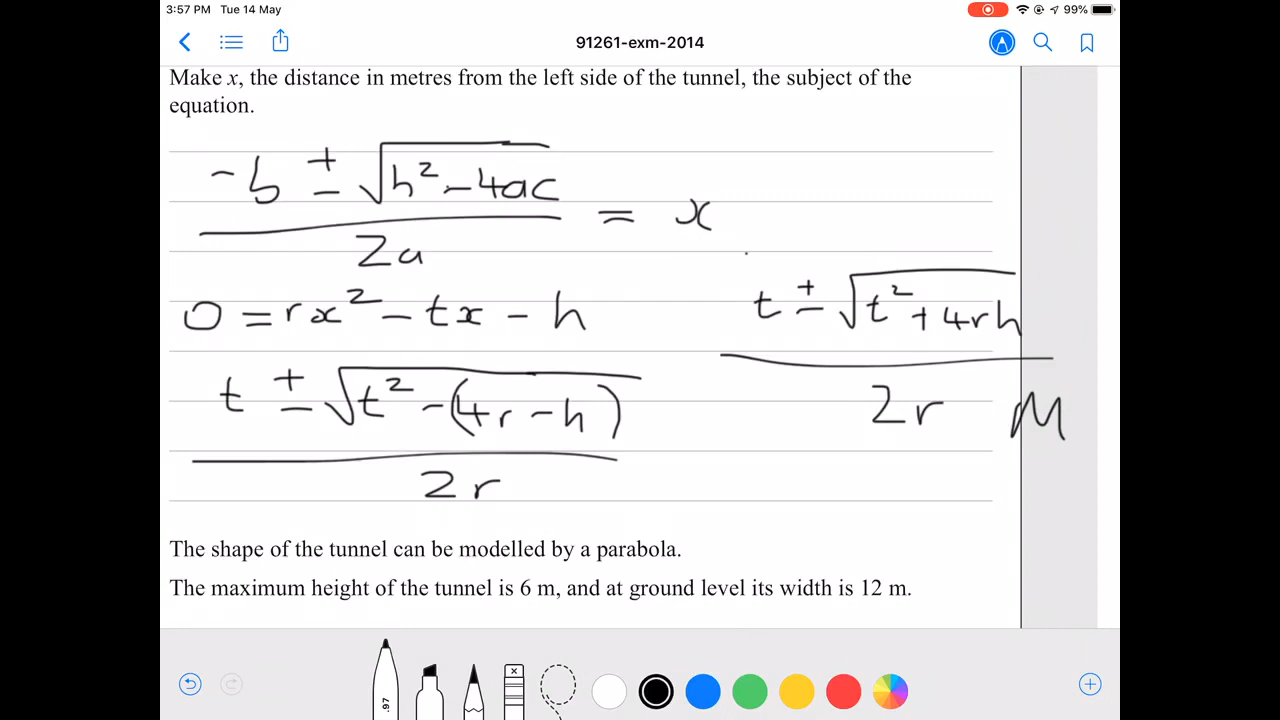 3:57 PM Tue 14 May 99%
91261-exm-2014
Make x, the distance in metres from the left side of the tunnel, the subject of the
equation.
-b ± √(b² - 4ac) / 2a = x
0 = rx² - tx - h
t ± √(t² - (4r - h)) / 2r
t ± √(t² + 4rh) / 2r M
The shape of the tunnel can be modelled by a parabola.
The maximum height of the tunnel is 6 m, and at ground level its width is 12 m.
.97